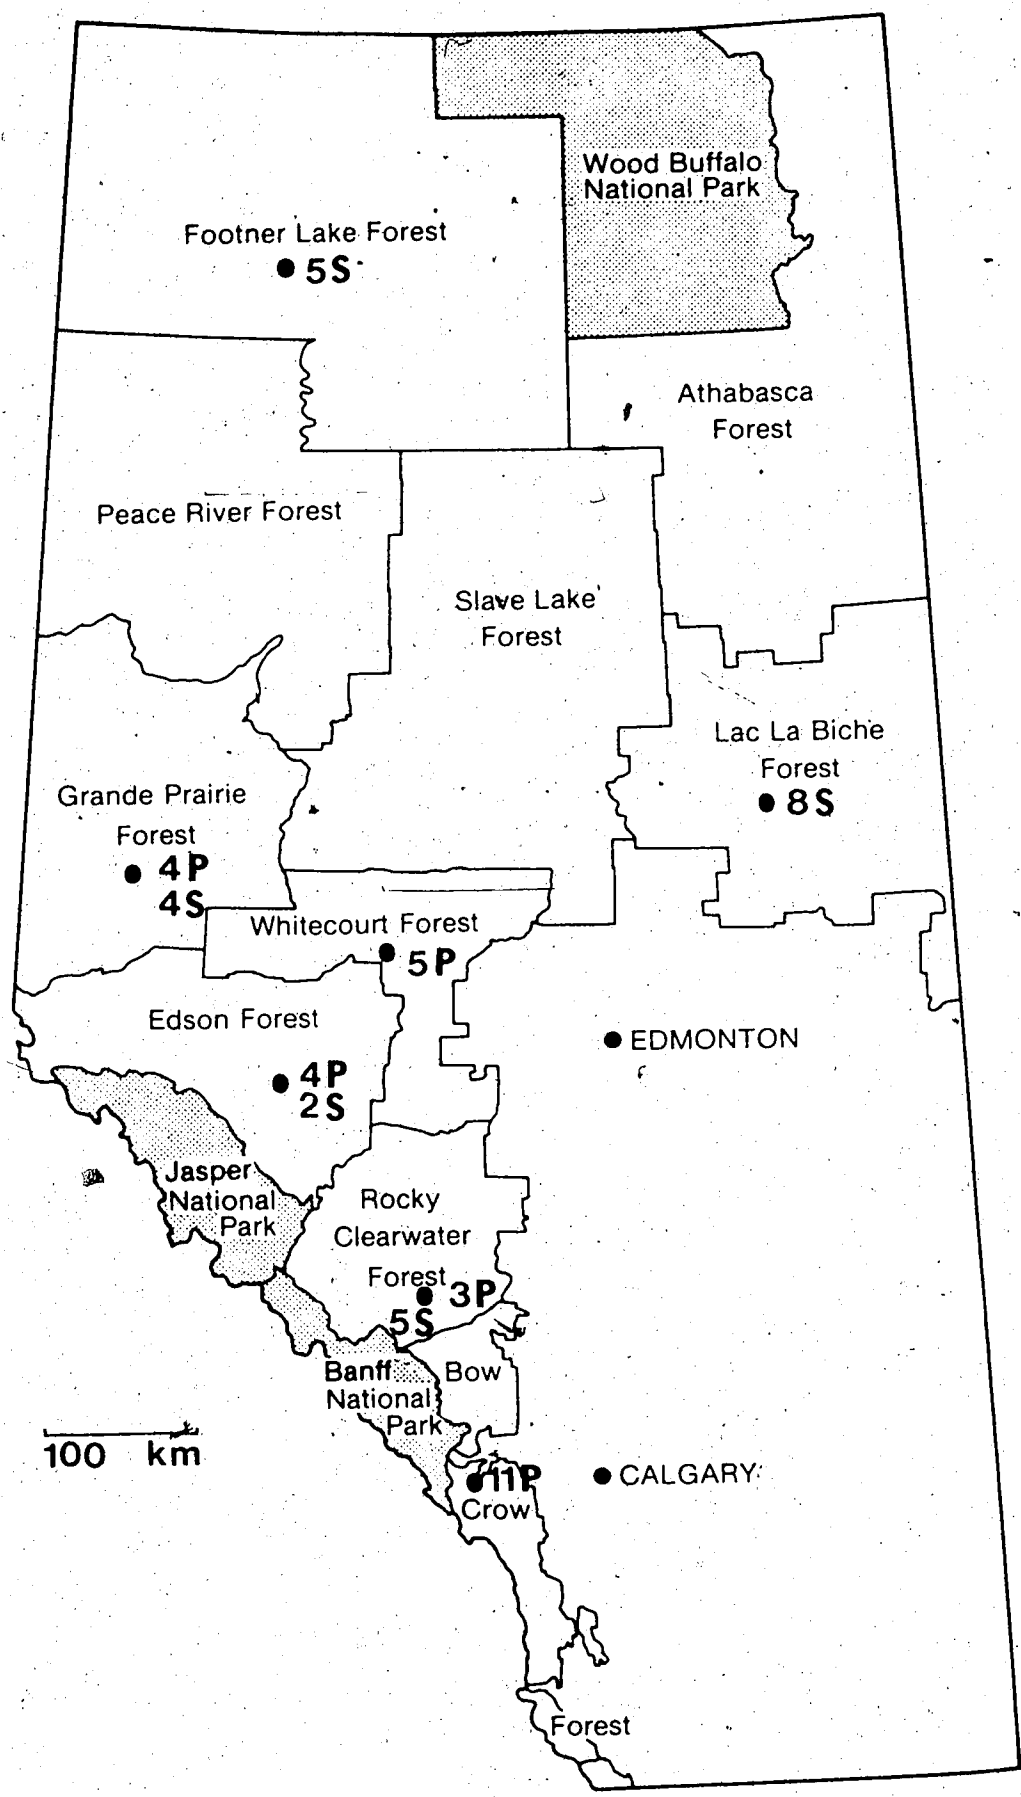 Wood Buffalo
National Park
Footner Lake Forest
5S
Athabasca
Forest
Peace River Forest
Slave Lake
Forest
Lac La Biche
Forest
8S
Grande Prairie
Forest
4P
4S
Whitecourt Forest
5P
Edson Forest
4P
2S
EDMONTON
Jasper
National
Park
Rocky
Clearwater
Forest
3P
5S
Banff
National
Park
Bow
100 km
11P
Crow
CALGARY
Forest